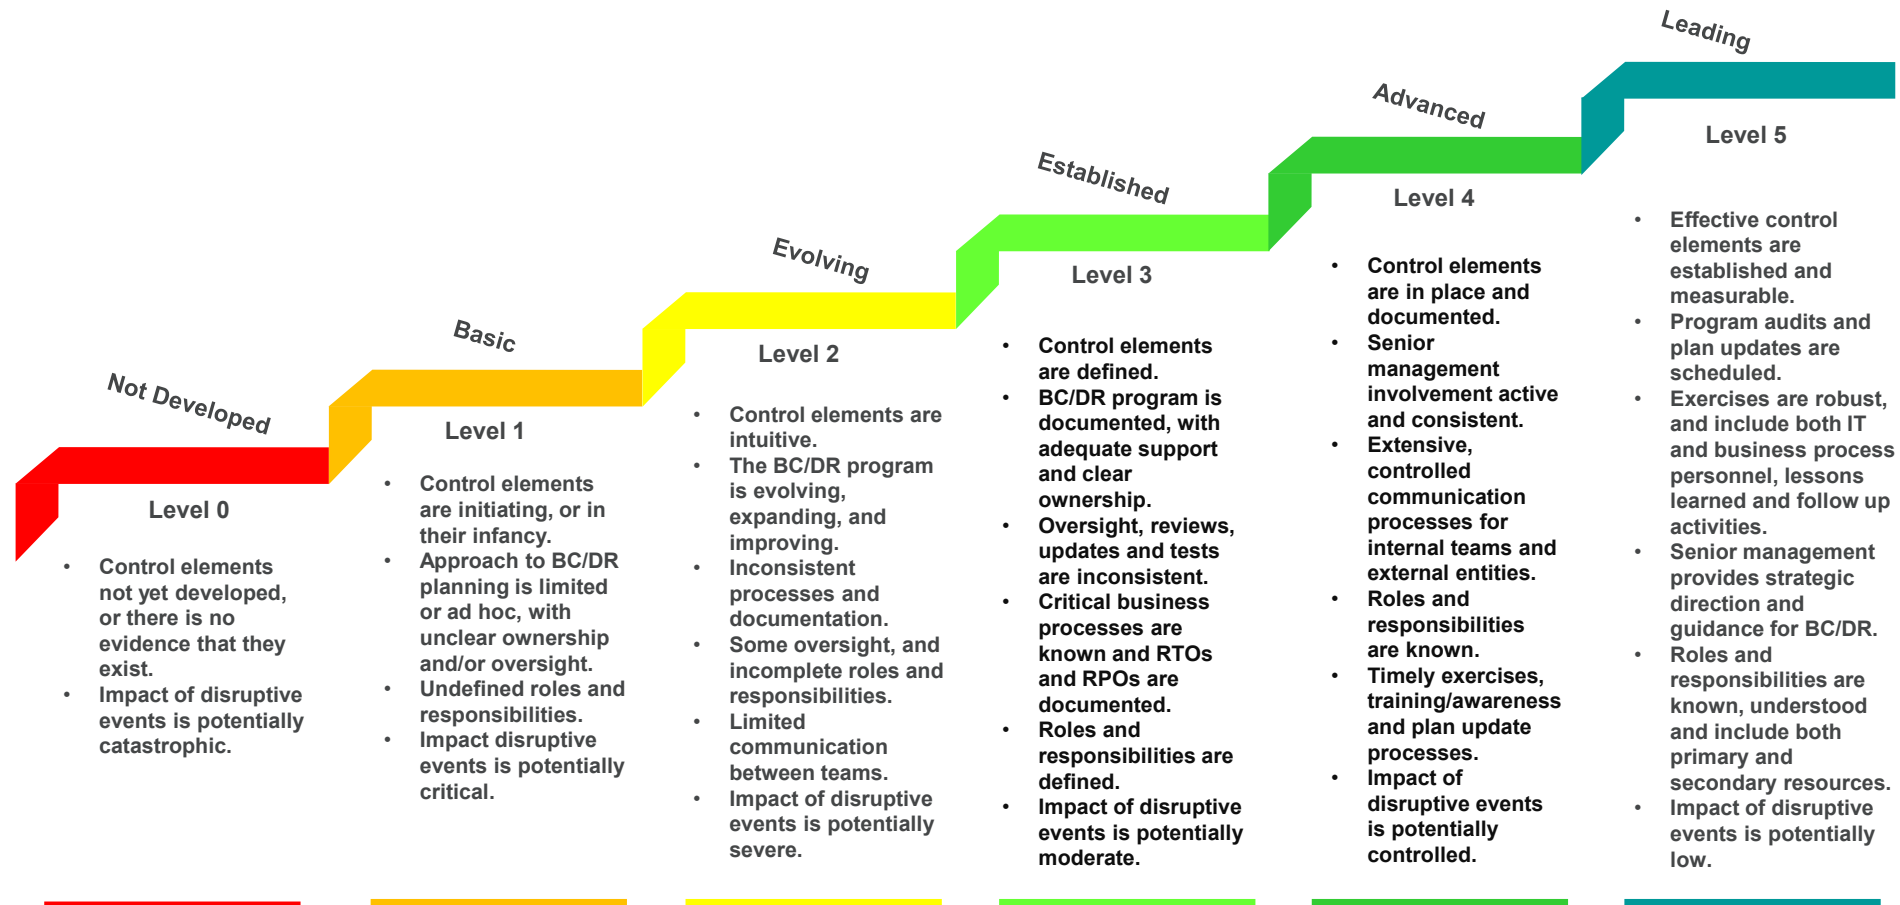 Not Developed
Level 0
• Control elements
not yet developed,
or there is no
evidence that they
exist.
• Impact of disruptive
events is potentially
catastrophic.
Basic
Level 1
• Control elements
are initiating, or in
their infancy.
• Approach to BC/DR
planning is limited
or ad hoc, with
unclear ownership
and/or oversight.
• Undefined roles and
responsibilities.
• Impact disruptive
events is potentially
critical.
Evolving
Level 2
• Control elements are
intuitive.
• The BC/DR program
is evolving,
expanding, and
improving.
• Inconsistent
processes and
documentation.
• Some oversight, and
incomplete roles and
responsibilities.
• Limited
communication
between teams.
• Impact of disruptive
events is potentially
severe.
Established
Level 3
• Control elements
are defined.
• BC/DR program is
documented, with
adequate support
and clear
ownership.
• Oversight, reviews,
updates and tests
are inconsistent.
• Critical business
processes are
known and RTOs
and RPOs are
documented.
• Roles and
responsibilities are
defined.
• Impact of disruptive
events is potentially
moderate.
Advanced
Level 4
• Control elements
are in place and
documented.
• Senior
management
involvement active
and consistent.
• Extensive,
controlled
communication
processes for
internal teams and
external entities.
• Roles and
responsibilities
are known.
• Timely exercises,
training/awareness
and plan update
processes.
• Impact of
disruptive events
is potentially
controlled.
Leading
Level 5
• Effective control
elements are
established and
measurable.
• Program audits and
plan updates are
scheduled.
• Exercises are robust,
and include both IT
and business process
personnel, lessons
learned and follow up
activities.
• Senior management
provides strategic
direction and
guidance for BC/DR.
• Roles and
responsibilities are
known, understood
and include both
primary and
secondary resources.
• Impact of disruptive
events is potentially
low.